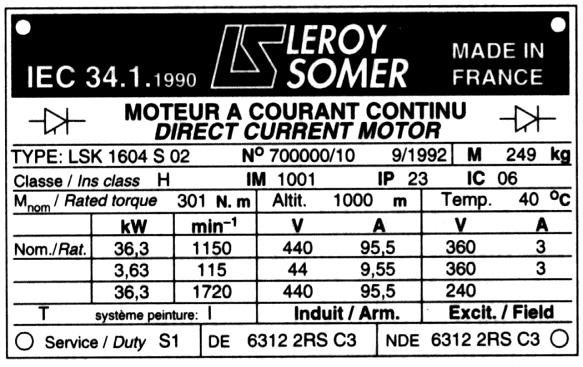 IEC 34.1.1990 LS LEROY SOMER MADE IN FRANCE
MOTEUR A COURANT CONTINU
DIRECT CURRENT MOTOR
TYPE: LSK 1604 S 02 Nº 700000/10 9/1992 M 249 kg
Classe / Ins class H IM 1001 IP 23 IC 06
Mnom / Rated torque 301 N. m Altit. 1000 m Temp. 40 ºC
kW min⁻¹ V A V A
Nom./Rat. 36,3 1150 440 95,5 360 3
3,63 115 44 9,55 360 3
36,3 1720 440 95,5 240
T système peinture: I Induit / Arm. Excit. / Field
Service / Duty S1 DE 6312 2RS C3 NDE 6312 2RS C3